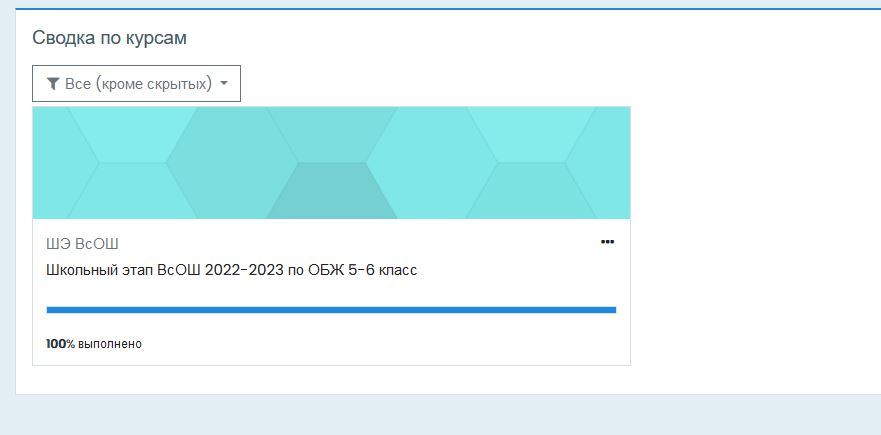 Сводка по курсам
Все (кроме скрытых)
ШЭ ВсОШ
Школьный этап ВсОШ 2022-2023 по ОБЖ 5-6 класс
100% выполнено